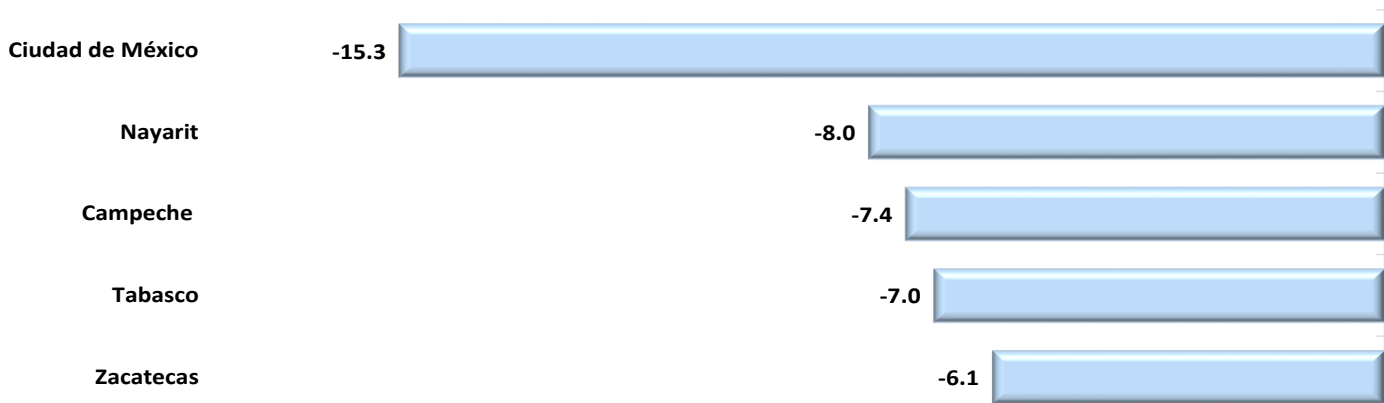 Ciudad de México -15.3
Nayarit -8.0
Campeche -7.4
Tabasco -7.0
Zacatecas -6.1